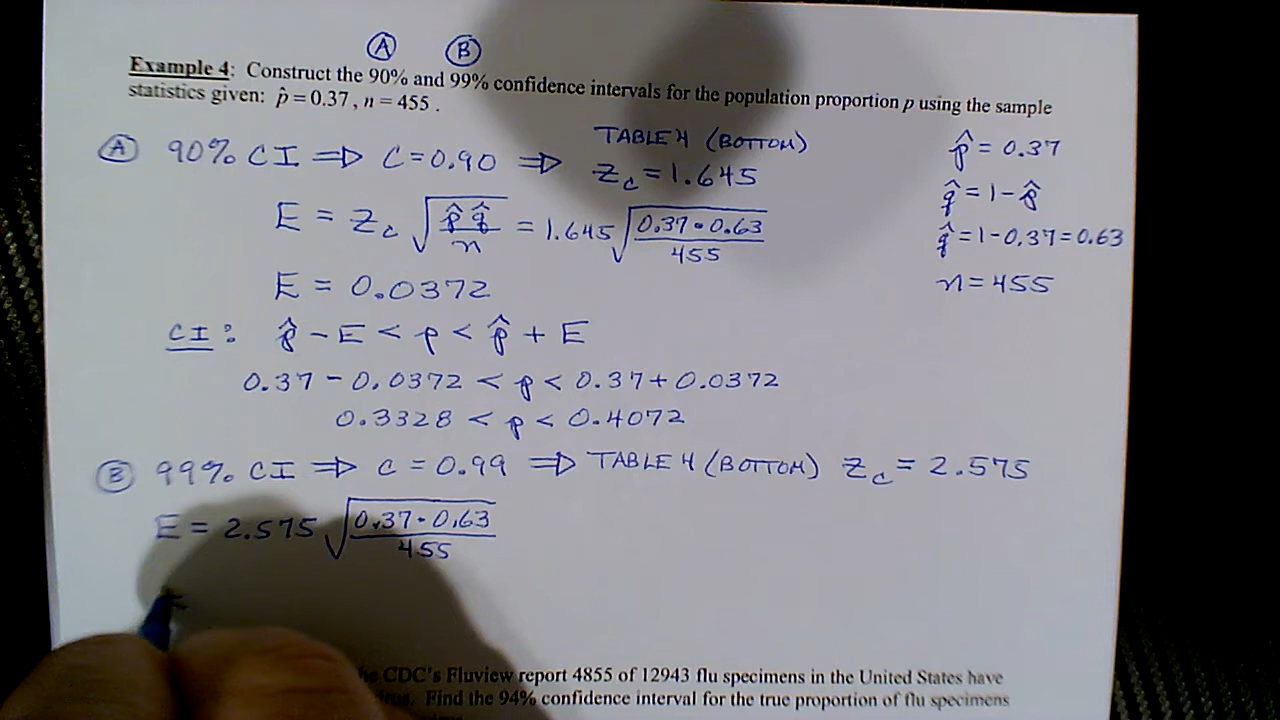 Ⓐ Ⓑ
Example 4: Construct the 90% and 99% confidence intervals for the population proportion p using the sample
statistics given: p̂ = 0.37, n = 455.
Ⓐ 90% CI ⇒ C = 0.90 ⇒ TABLE 4 (BOTTOM)
z_c = 1.645
p̂ = 0.37
q̂ = 1 - p̂
q̂ = 1 - 0.37 = 0.63
n = 455
E = z_c √(p̂ q̂ / n) = 1.645 √(0.37 · 0.63 / 455)
E = 0.0372
CI: p̂ - E < p < p̂ + E
0.37 - 0.0372 < p < 0.37 + 0.0372
0.3328 < p < 0.4072
Ⓑ 99% CI ⇒ C = 0.99 ⇒ TABLE 4 (BOTTOM) z_c = 2.575
E = 2.575 √(0.37 · 0.63 / 455)
CDC's Fluview report 4855 of 12943 flu specimens in the United States have
Find the 94% confidence interval for the true proportion of flu specimens